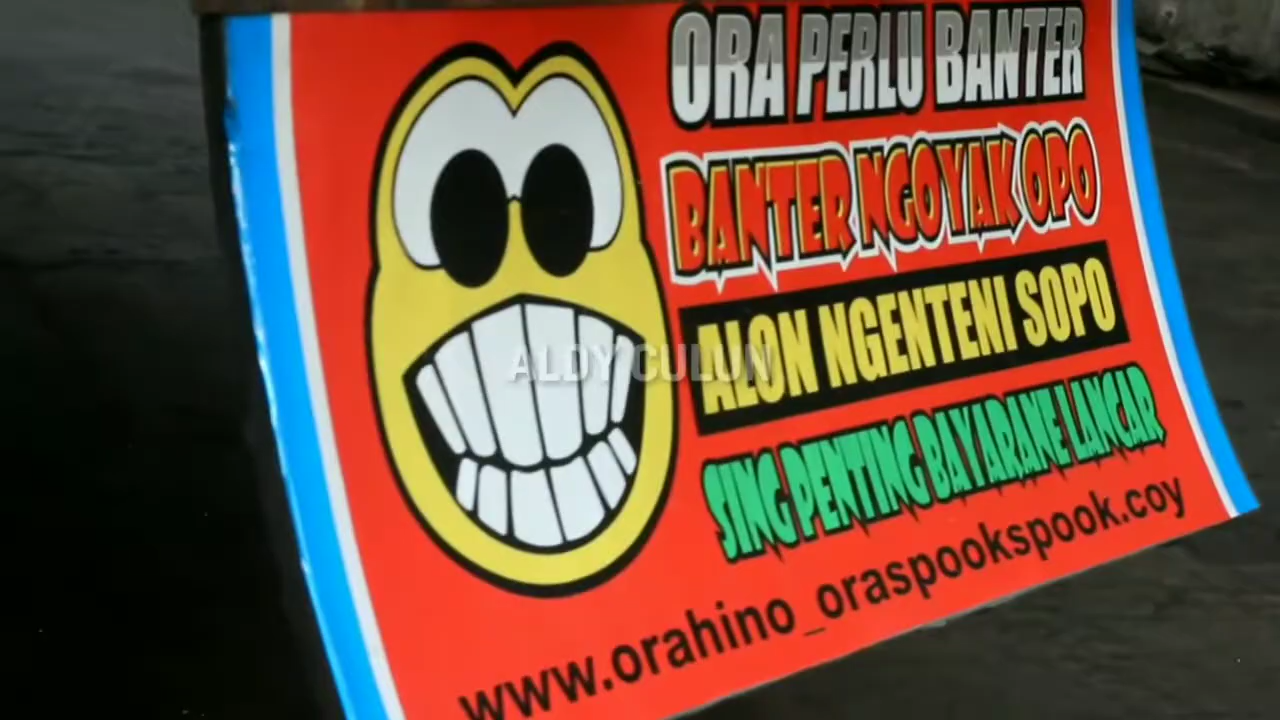 ORA PERLU BANTER
BANTER NGOYAK OPO
ALON NGENTENI SOPO
ALDY CULUN
SING PENTING BAYARANE LANCAR
www.orahino_oraspookspook.coy